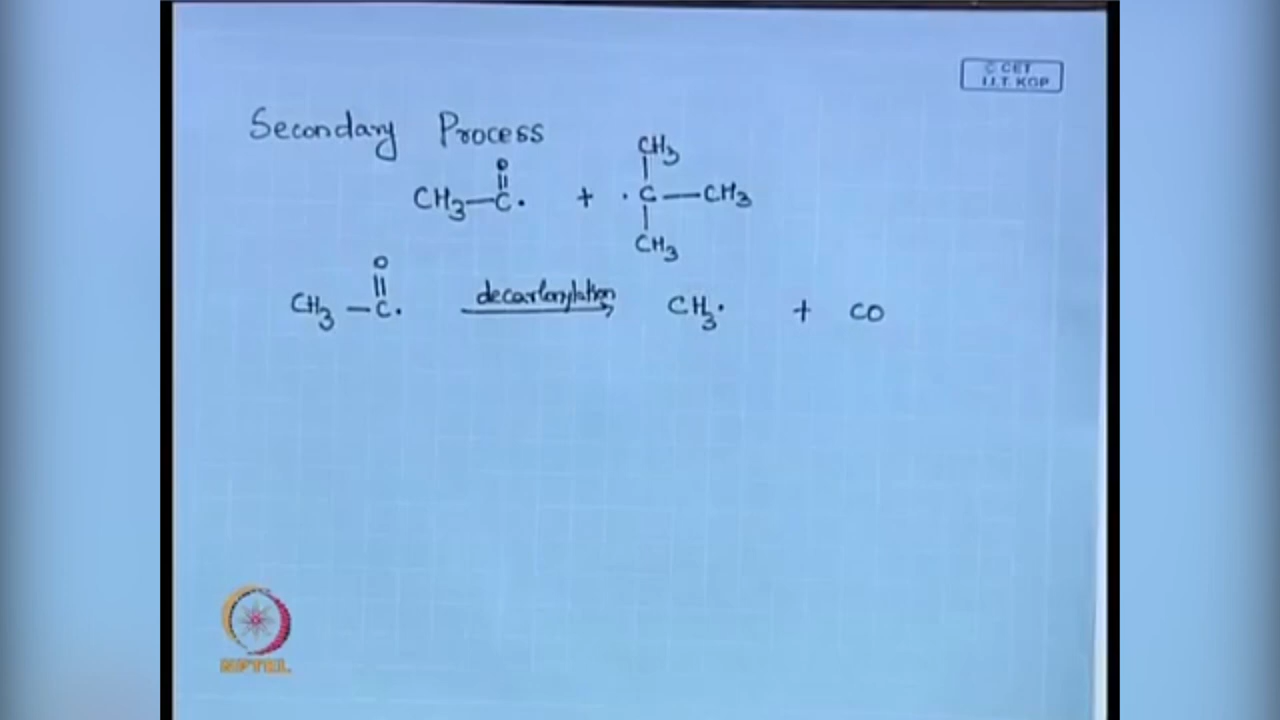 © CET
I.I.T. KGP
Secondary Process
CH3
O
CH3—C· + ·C—CH3
CH3
O
CH3—C· decarbonylation CH3· + CO
NPTEL